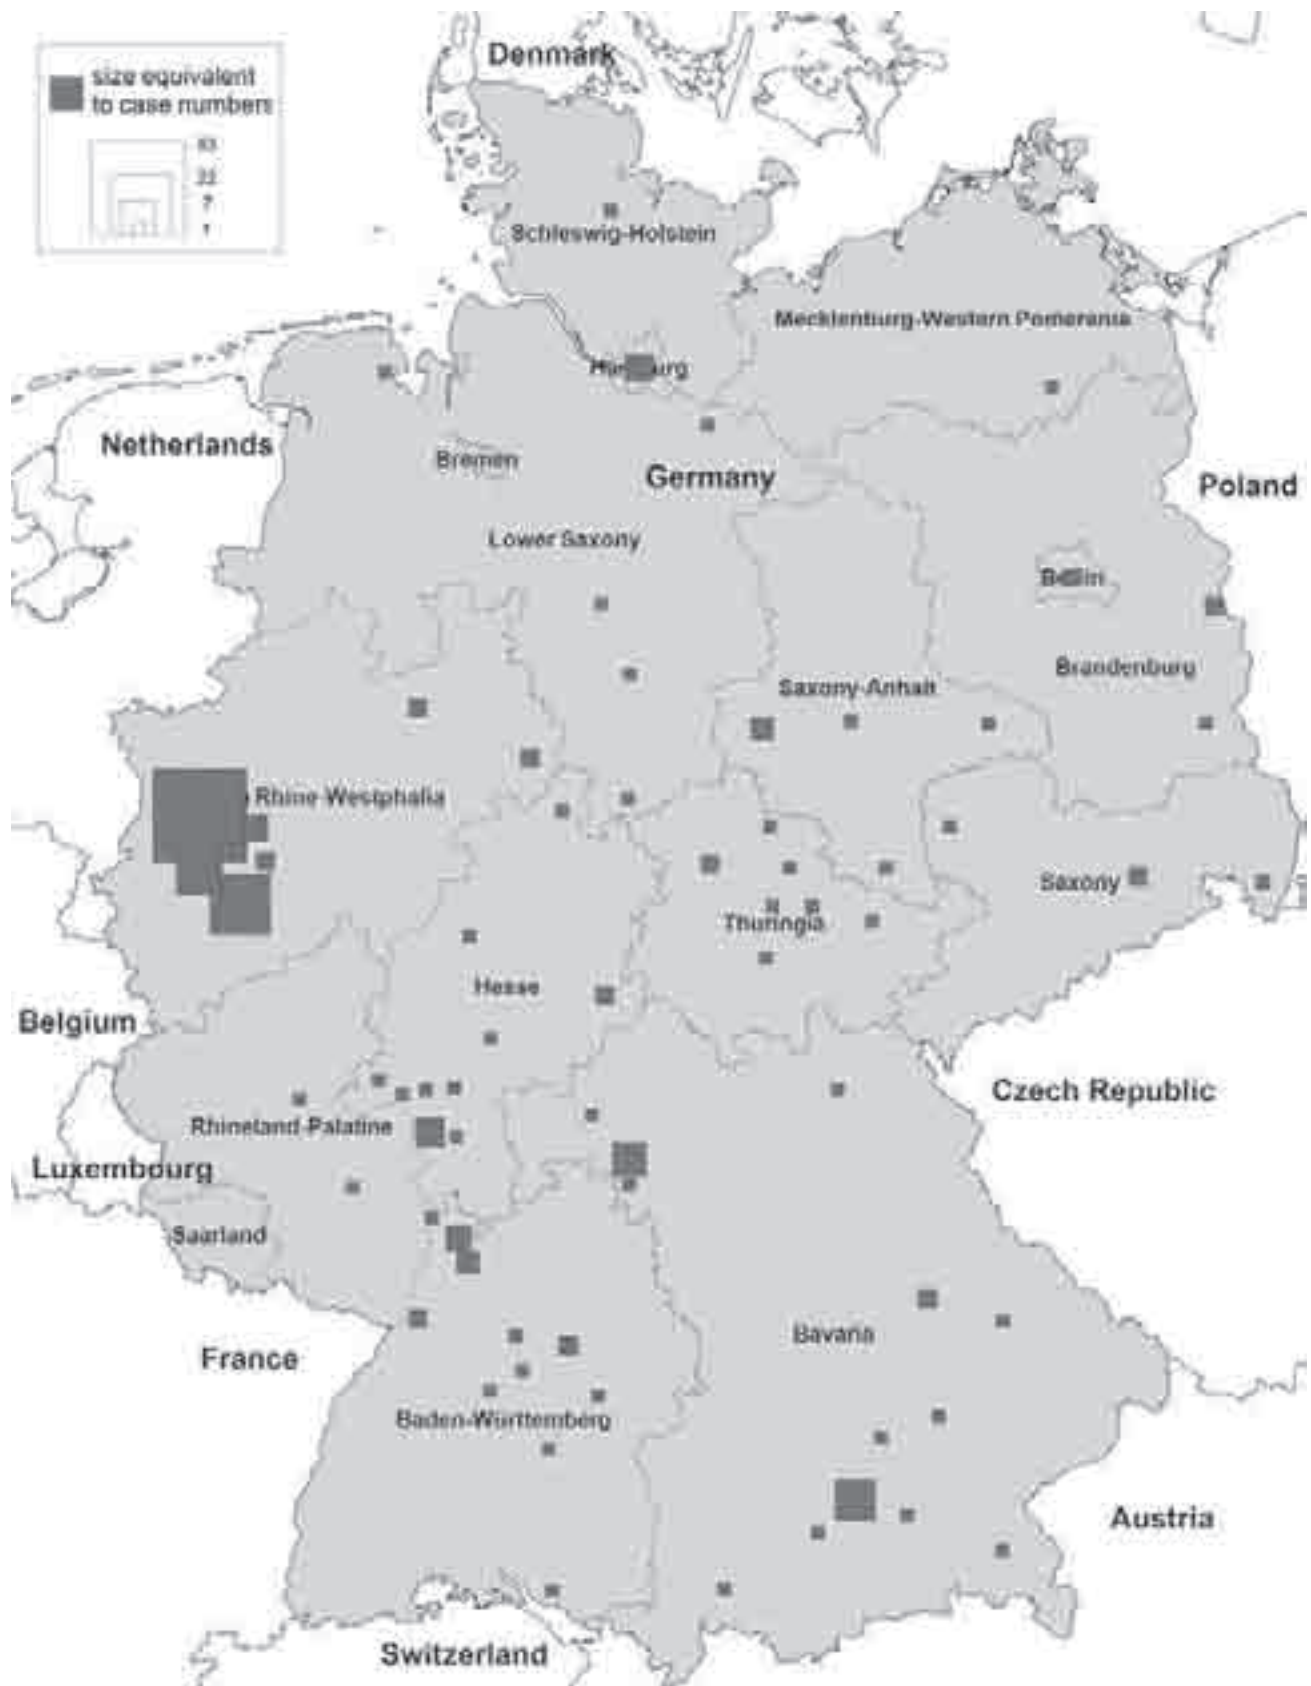 size equivalent
to case numbers
7
1
Denmark
Schleswig-Holstein
Mecklenburg-Western Pomerania
Netherlands
Bremen
Germany
Poland
Lower Saxony
Brandenburg
Saxony-Anhalt
Rhine-Westphalia
Saxony
Thuringia
Hesse
Belgium
Czech Republic
Rhineland-Palatine
Luxembourg
Saarland
Bavaria
France
Baden-Württemberg
Austria
Switzerland